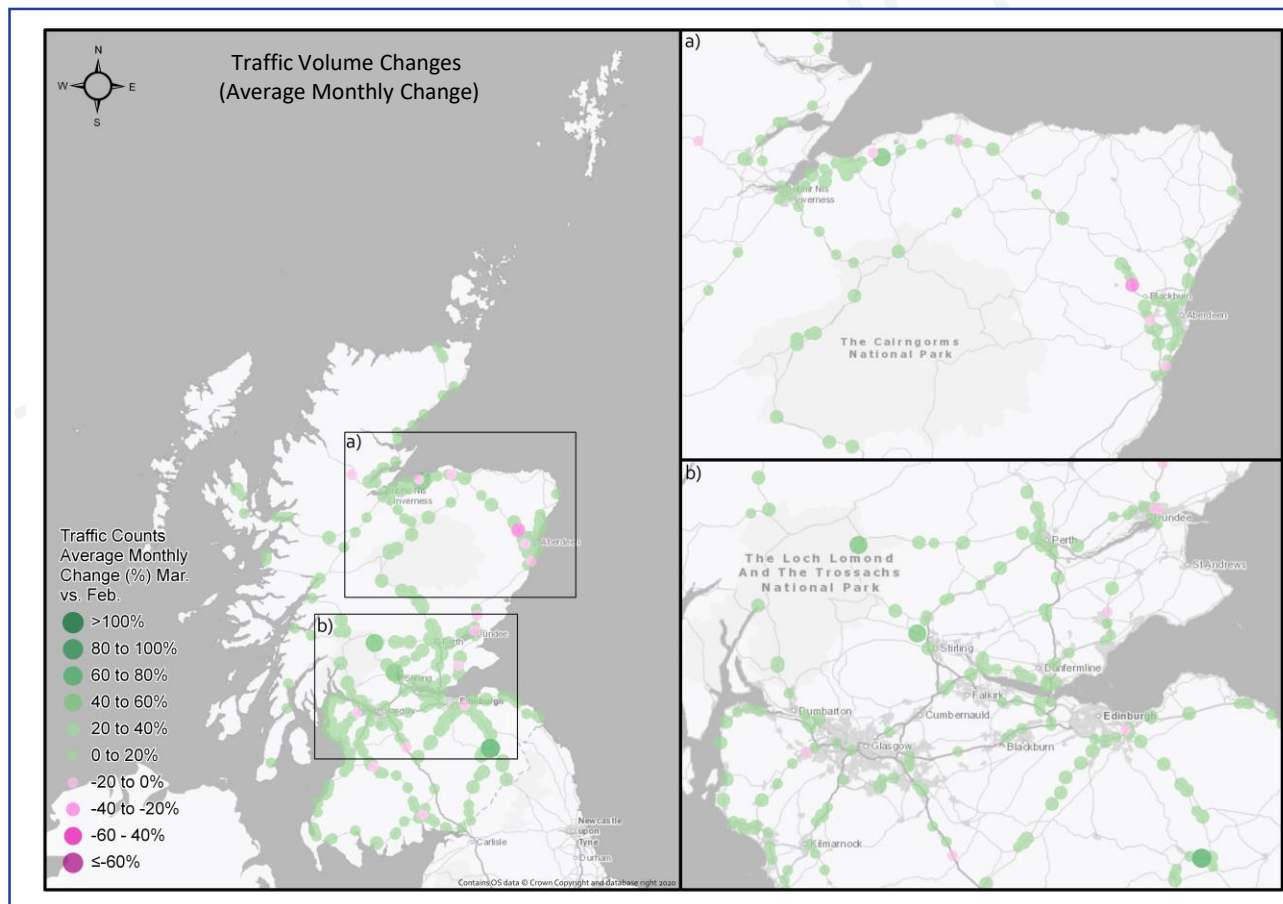 Traffic Volume Changes
(Average Monthly Change)
N
W
E
S
a)
Inverness
Aberdeen
b)
Perth
Dundee
Stirling
Glasgow
Edinburgh
Carlisle
Newcastle
upon
Tyne
Durham
Traffic Counts
Average Monthly
Change (%) Mar.
vs. Feb.
>100%
80 to 100%
60 to 80%
40 to 60%
20 to 40%
0 to 20%
-20 to 0%
-40 to -20%
-60 - 40%
≤-60%
Contains OS data © Crown Copyright and database right 2020
a)
Inbhir Nis
Inverness
Blackburn
Aberdeen
The Cairngorms
National Park
b)
The Loch Lomond
And The Trossachs
National Park
Perth
Dundee
St Andrews
Stirling
Dunfermline
Falkirk
Dumbarton
Cumbernauld
Edinburgh
Glasgow
Blackburn
Kilmarnock